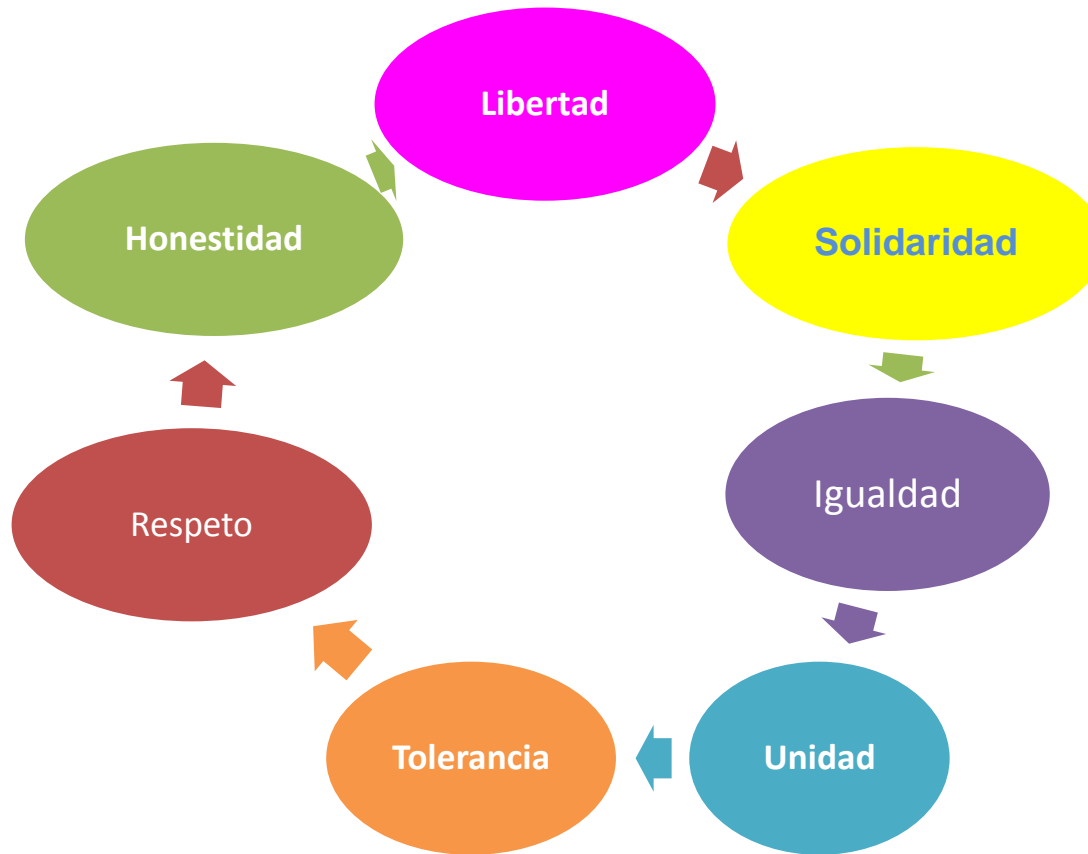 Libertad
Solidaridad
Igualdad
Unidad
Tolerancia
Respeto
Honestidad